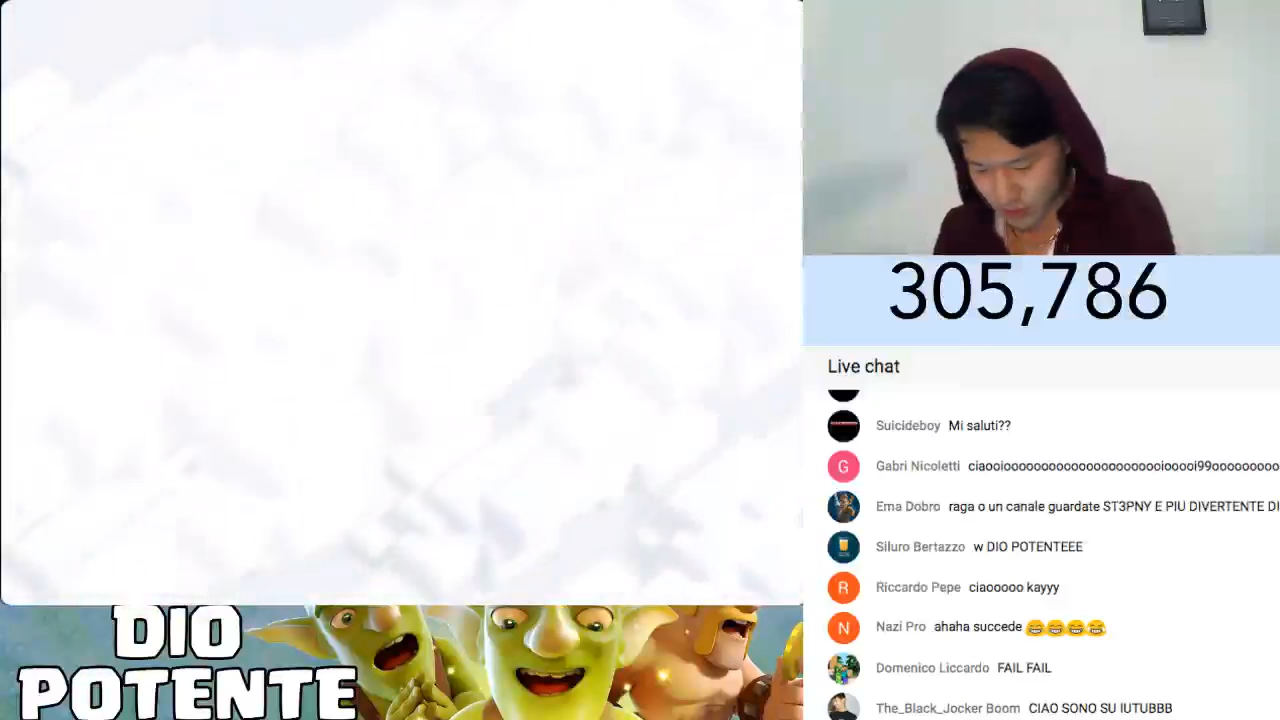 305,786
Live chat
Suicideboy Mi saluti??
Gabri Nicoletti
Ema Dobro raga o un canale guardate ST3PNY E PIU DIVERTENTE
Siluro Bertazzo w DIO POTENTEEE
Riccardo Pepe ciaooooo kayyy
Nazi Pro ahaha succede 😂😂😂😂
Domenico Liccardo FAIL FAIL
The_Black_Jocker Boom CIAO SONO SU IUTUBBB
DIO
POTENTE